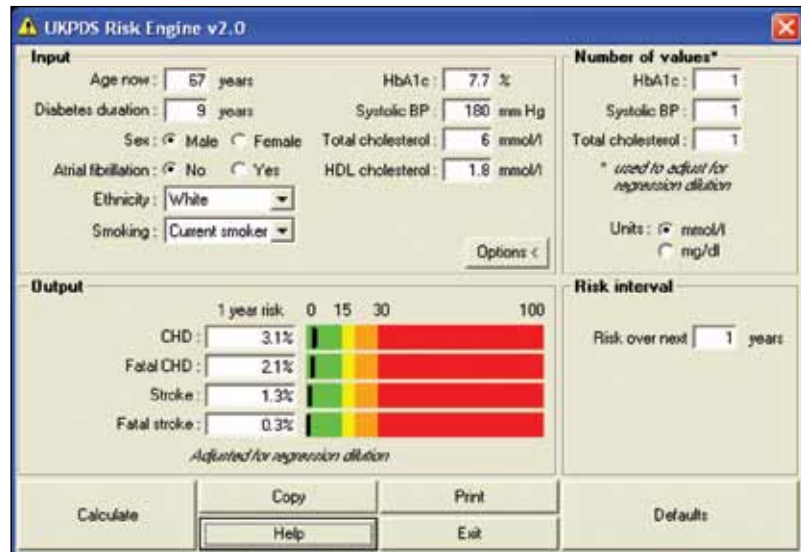 UKPDS Risk Engine v2.0
Input
Age now : 67 years
Diabetes duration : 9 years
Sex : Male Female
Atrial fibrillation : No Yes
Ethnicity : White
Smoking : Current smoker
HbA1c : 7.7 %
Systolic BP : 180 mm Hg
Total cholesterol : 6 mmol/l
HDL cholesterol : 1.8 mmol/l
Options <
Number of values*
HbA1c : 1
Systolic BP : 1
Total cholesterol : 1
* used to adjust for
regression dilution
Units : mmol/l
mg/dl
Output
1 year risk 0 15 30 100
CHD : 3.1%
Fatal CHD : 2.1%
Stroke : 1.3%
Fatal stroke : 0.3%
Adjusted for regression dilution
Risk interval
Risk over next 1 years
Calculate
Copy
Print
Help
Exit
Defaults